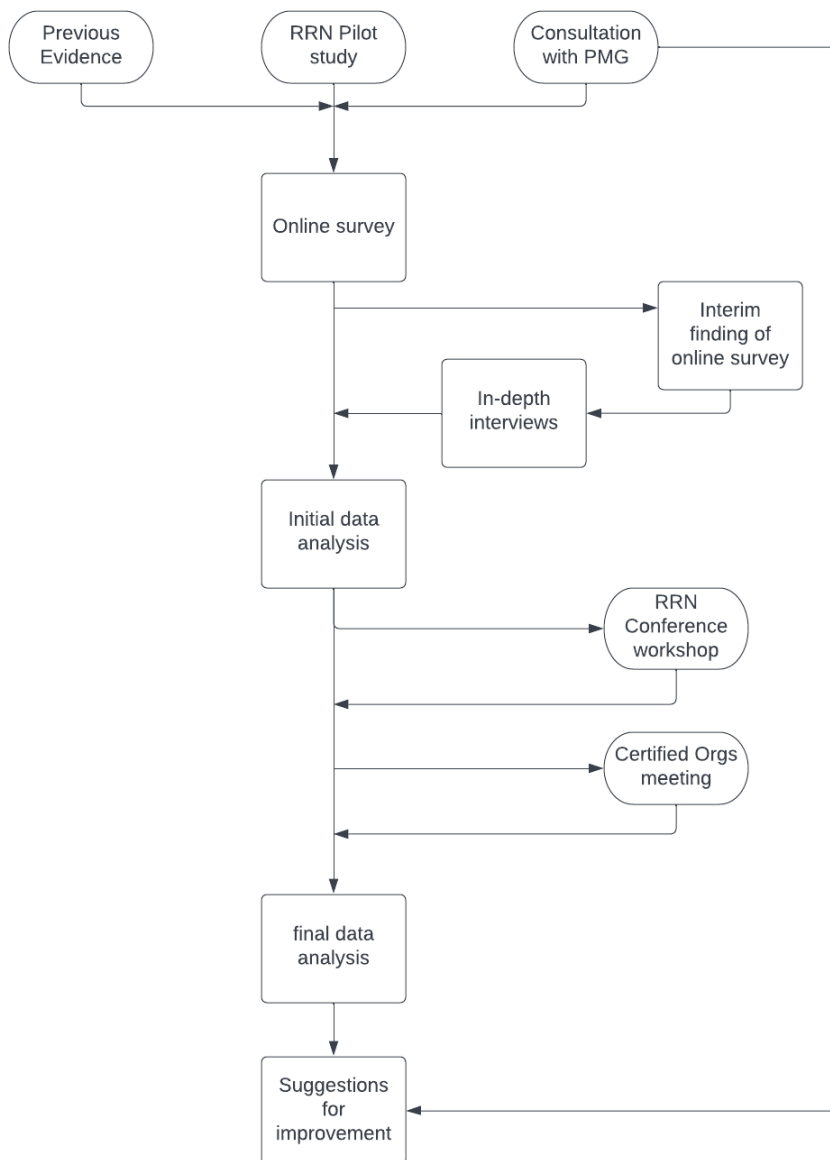 Previous
Evidence
RRN Pilot
study
Consultation
with PMG
Online survey
Interim
finding of
online survey
In-depth
interviews
Initial data
analysis
RRN
Conference
workshop
Certified Orgs
meeting
final data
analysis
Suggestions
for
improvement